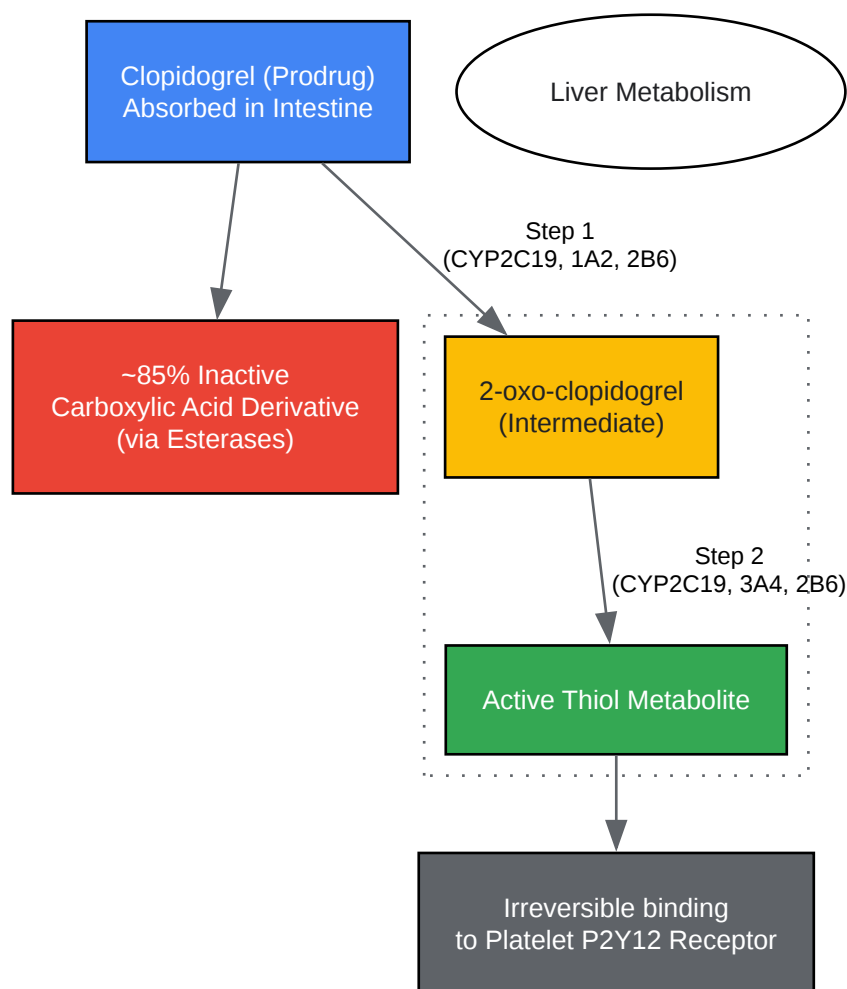 Clopidogrel (Prodrug)
Absorbed in Intestine
Liver Metabolism
Step 1
(CYP2C19, 1A2, 2B6)
~85% Inactive
Carboxylic Acid Derivative
(via Esterases)
2-oxo-clopidogrel
(Intermediate)
Step 2
(CYP2C19, 3A4, 2B6)
Active Thiol Metabolite
Irreversible binding
to Platelet P2Y12 Receptor